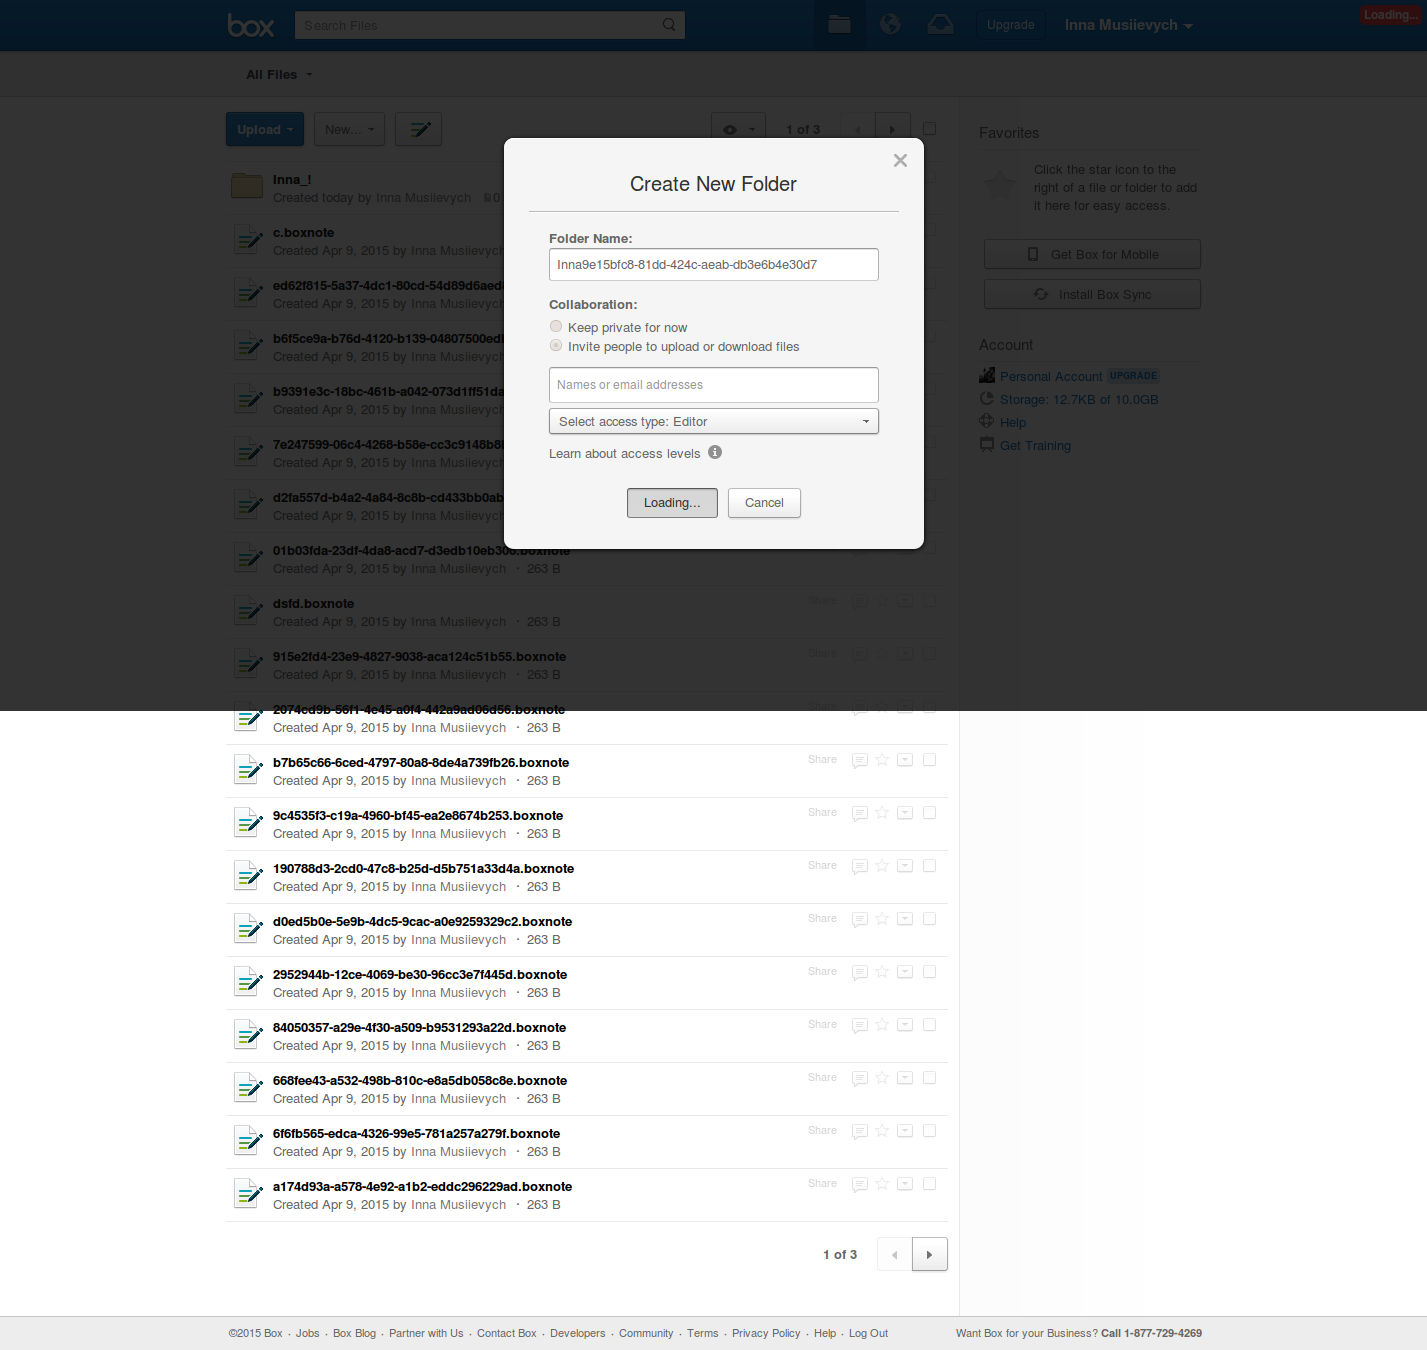 box
Search Files
Upgrade
Inna Musiievych
Loading...
All Files
Upload
New...
1 of 3
Inna_!
Created today by Inna Musiievych 0
c.boxnote
Created Apr 9, 2015 by Inna Musiievych
ed62f815-5a37-4dc1-80cd-54d89d6aed
Created Apr 9, 2015 by Inna Musiievych
b6f5ce9a-b76d-4120-b139-04807500ed
Created Apr 9, 2015 by Inna Musiievych
b9391e3c-18bc-461b-a042-073d1ff51da
Created Apr 9, 2015 by Inna Musiievych
7e247599-06c4-4268-b58e-cc3c9148b8
Created Apr 9, 2015 by Inna Musiievych
d2fa557d-b4a2-4a84-8c8b-cd433bb0ab
Created Apr 9, 2015 by Inna Musiievych
Created Apr 9, 2015 by Inna Musiievych · 263 B
dsfd.boxnote
Share
Created Apr 9, 2015 by Inna Musiievych · 263 B
915e2fd4-23e9-4827-9038-aca124c51b55.boxnote
Share
Created Apr 9, 2015 by Inna Musiievych · 263 B
2074cd9b-56f1-4e45-a0f4-442a9ad06d56.boxnote
Created Apr 9, 2015 by Inna Musiievych · 263 B
b7b65c66-6ced-4797-80a8-8de4a739fb26.boxnote
Share
Created Apr 9, 2015 by Inna Musiievych · 263 B
9c4535f3-c19a-4960-bf45-ea2e8674b253.boxnote
Share
Created Apr 9, 2015 by Inna Musiievych · 263 B
190788d3-2cd0-47c8-b25d-d5b751a33d4a.boxnote
Share
Created Apr 9, 2015 by Inna Musiievych · 263 B
d0ed5b0e-5e9b-4dc5-9cac-a0e9259329c2.boxnote
Share
Created Apr 9, 2015 by Inna Musiievych · 263 B
2952944b-12ce-4069-be30-96cc3e7f445d.boxnote
Share
Created Apr 9, 2015 by Inna Musiievych · 263 B
84050357-a29e-4f30-a509-b9531293a22d.boxnote
Share
Created Apr 9, 2015 by Inna Musiievych · 263 B
668fee43-a532-498b-810c-e8a5db058c8e.boxnote
Share
Created Apr 9, 2015 by Inna Musiievych · 263 B
6f6fb565-edca-4326-99e5-781a257a279f.boxnote
Share
Created Apr 9, 2015 by Inna Musiievych · 263 B
a174d93a-a578-4e92-a1b2-eddc296229ad.boxnote
Share
Created Apr 9, 2015 by Inna Musiievych · 263 B
1 of 3
Create New Folder
Folder Name:
Inna9e15bfc8-81dd-424c-aeab-db3e6b4e30d7
Collaboration:
Keep private for now
Invite people to upload or download files
Names or email addresses
Select access type: Editor
Learn about access levels
Loading...
Cancel
Favorites
Click the star icon to the
right of a file or folder to add
it here for easy access.
Get Box for Mobile
Install Box Sync
Account
Personal Account UPGRADE
Storage: 12.7KB of 10.0GB
Help
Get Training
©2015 Box · Jobs · Box Blog · Partner with Us · Contact Box · Developers · Community · Terms · Privacy Policy · Help · Log Out
Want Box for your Business? Call 1-877-729-4269